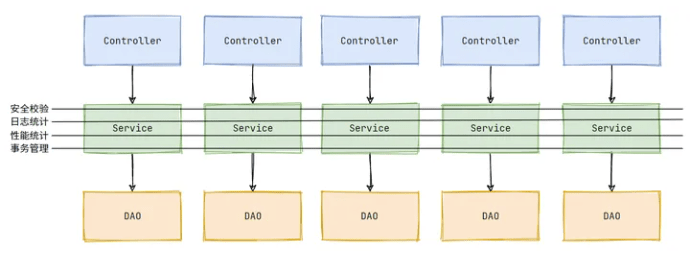 Controller Controller Controller Controller Controller
安全校验
日志统计
性能统计
事务管理
Service Service Service Service Service
DAO DAO DAO DAO DAO